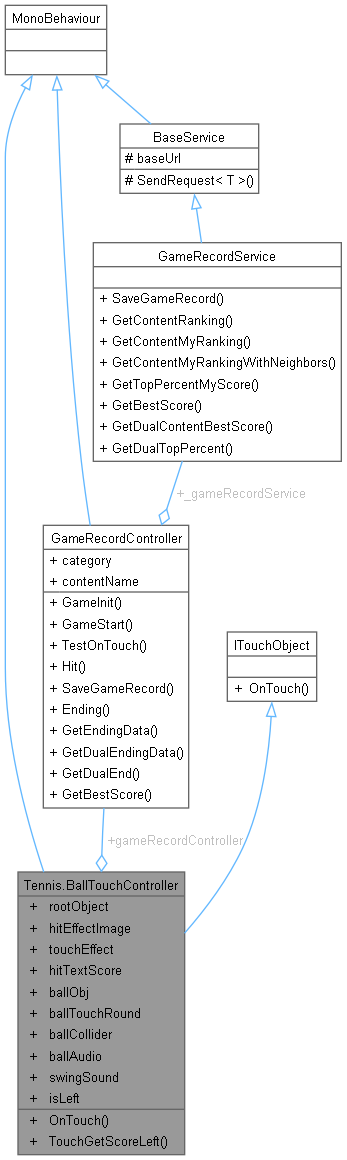 MonoBehaviour
BaseService
# baseUrl
# SendRequest< T >()
GameRecordService
+ SaveGameRecord()
+ GetContentRanking()
+ GetContentMyRanking()
+ GetContentMyRankingWithNeighbors()
+ GetTopPercentMyScore()
+ GetBestScore()
+ GetDualContentBestScore()
+ GetDualTopPercent()
+_gameRecordService
GameRecordController
+ category
+ contentName
+ GameInit()
+ GameStart()
+ TestOnTouch()
+ Hit()
+ SaveGameRecord()
+ Ending()
+ GetEndingData()
+ GetDualEndingData()
+ GetDualEnd()
+ GetBestScore()
ITouchObject
+ OnTouch()
+gameRecordController
Tennis.BallTouchController
+ rootObject
+ hitEffectImage
+ touchEffect
+ hitTextScore
+ ballObj
+ ballTouchRound
+ ballCollider
+ ballAudio
+ swingSound
+ isLeft
+ OnTouch()
+ TouchGetScoreLeft()